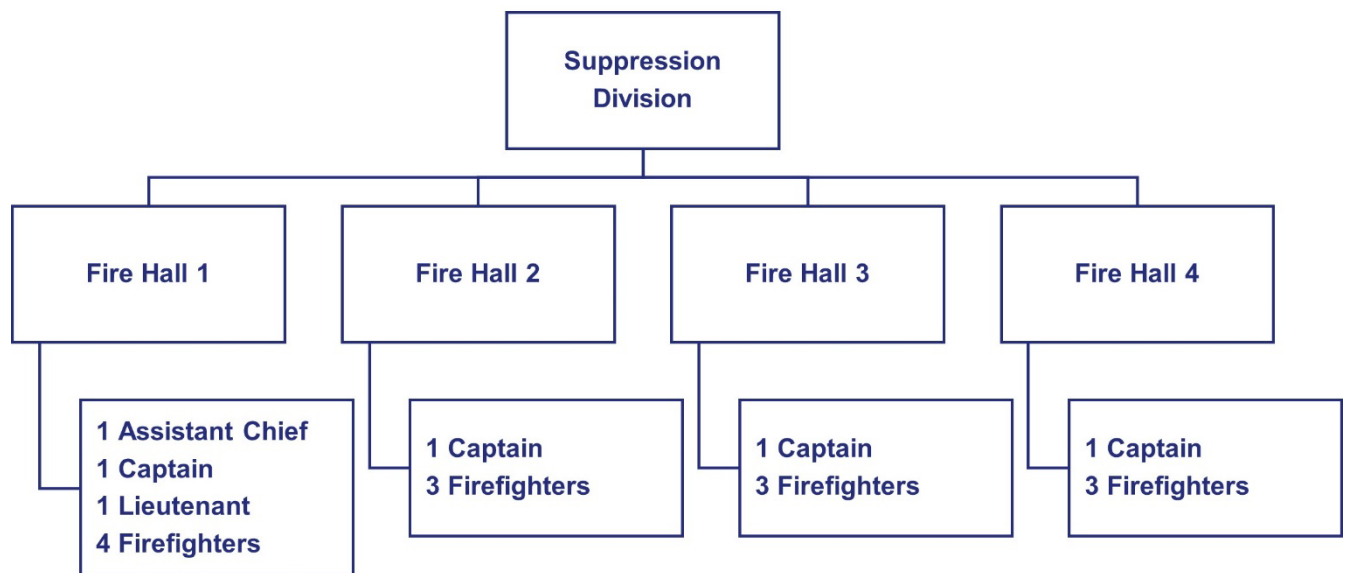 Suppression
Division
Fire Hall 1
Fire Hall 2
Fire Hall 3
Fire Hall 4
1 Assistant Chief
1 Captain
1 Lieutenant
4 Firefighters
1 Captain
3 Firefighters
1 Captain
3 Firefighters
1 Captain
3 Firefighters